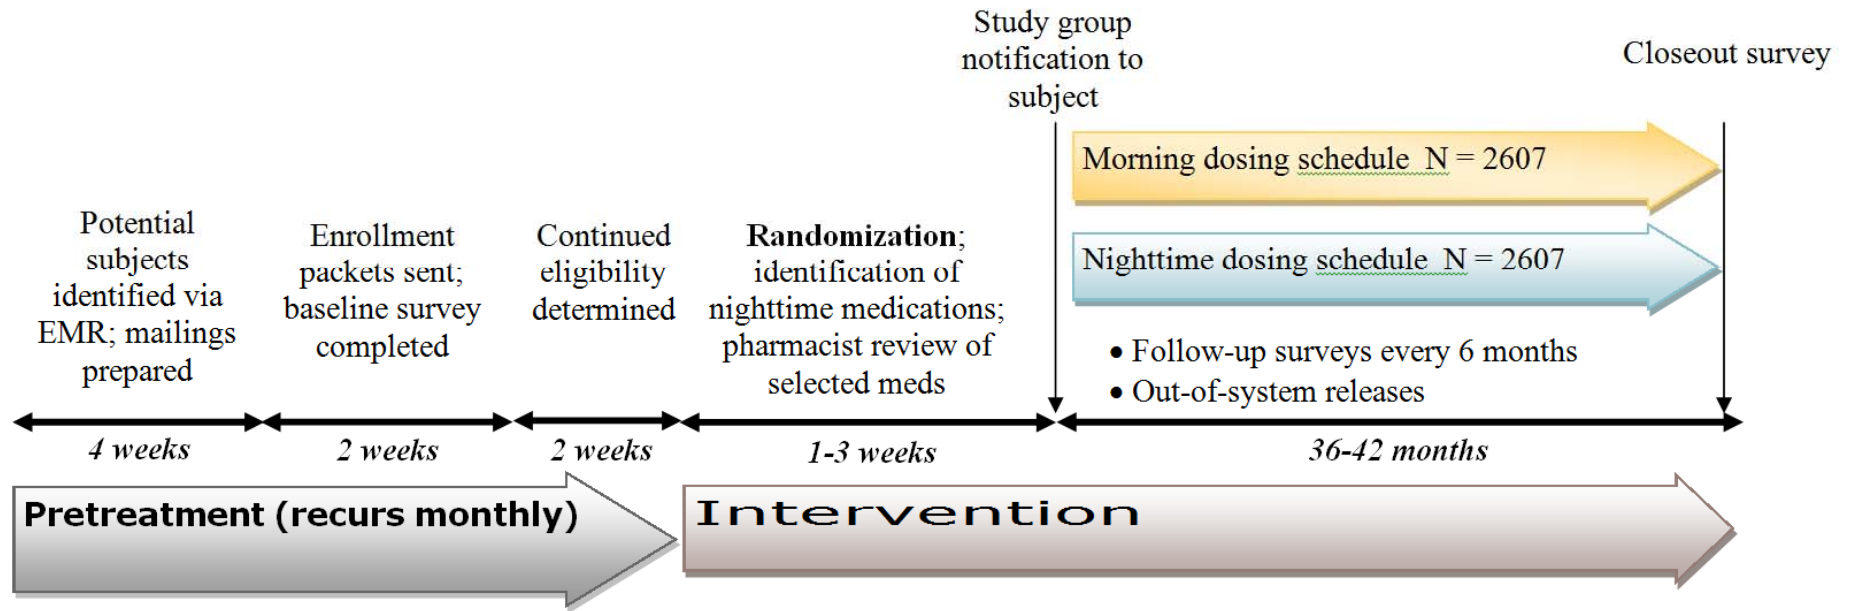 Study group
notification to
subject
Closeout survey
Morning dosing schedule N = 2607
Nighttime dosing schedule N = 2607
• Follow-up surveys every 6 months
• Out-of-system releases
Potential
subjects
identified via
EMR; mailings
prepared
Enrollment
packets sent;
baseline survey
completed
Continued
eligibility
determined
Randomization;
identification of
nighttime medications;
pharmacist review of
selected meds
4 weeks
2 weeks
2 weeks
1-3 weeks
36-42 months
Pretreatment (recurs monthly)
Intervention